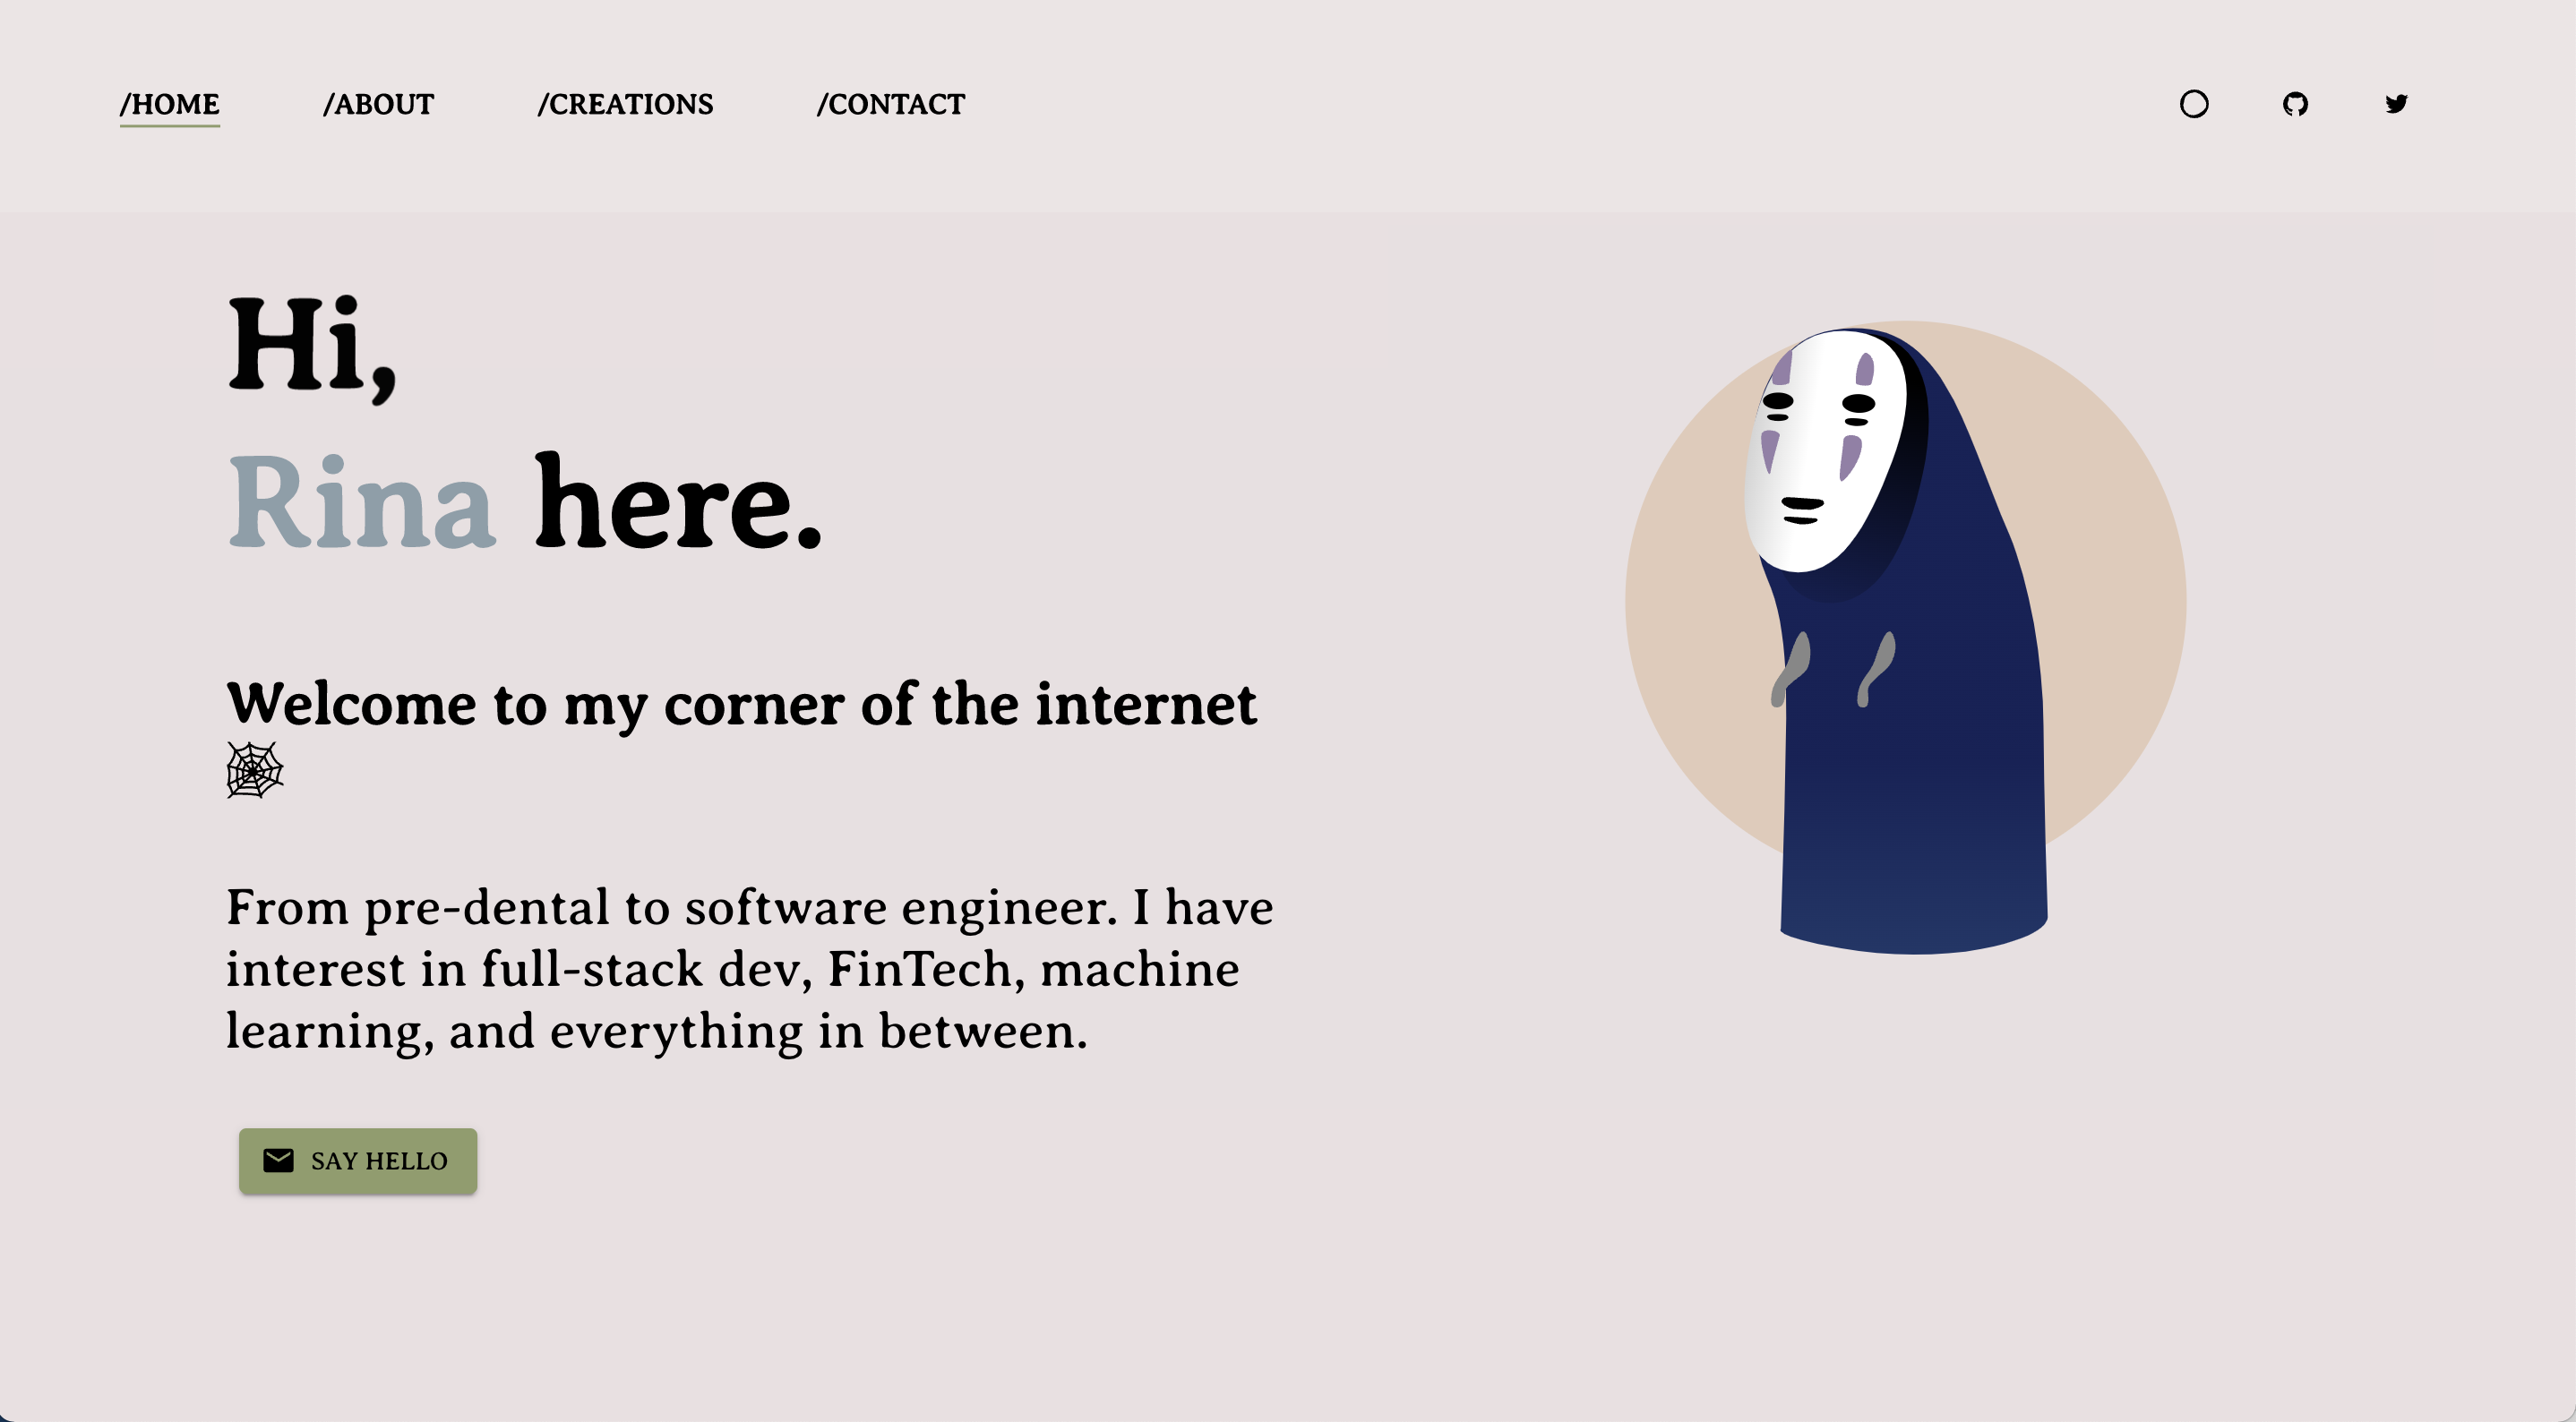 /HOME /ABOUT /CREATIONS /CONTACT
Hi,
Rina here.
Welcome to my corner of the internet
🕸
From pre-dental to software engineer. I have
interest in full-stack dev, FinTech, machine
learning, and everything in between.
SAY HELLO